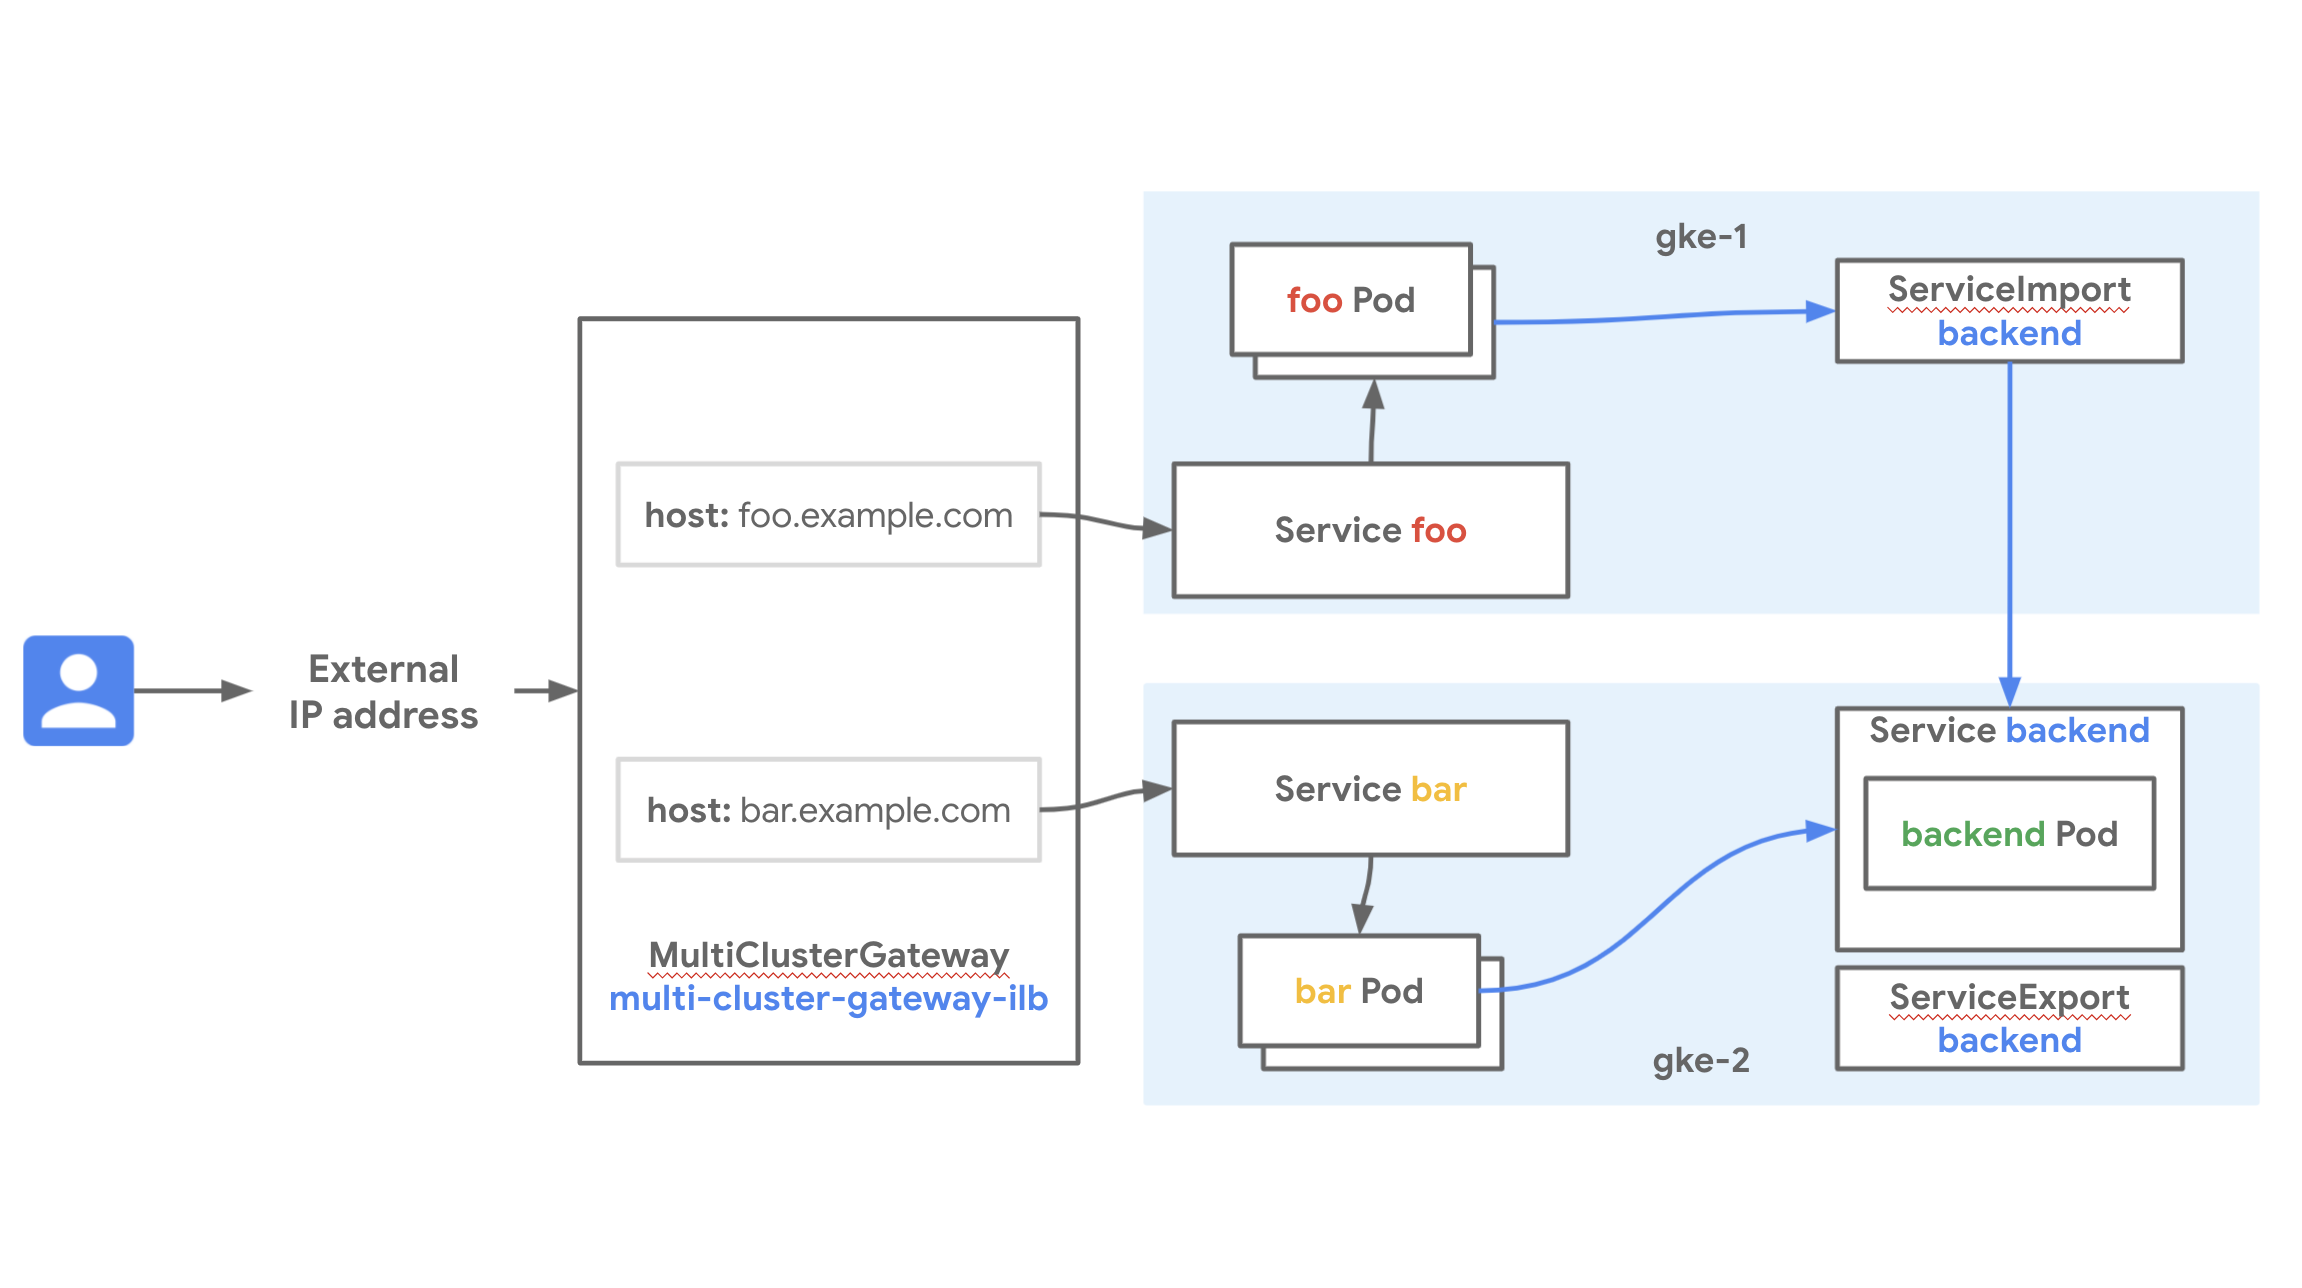 External
IP address
host: foo.example.com
host: bar.example.com
MultiClusterGateway
multi-cluster-gateway-ilb
gke-1
foo Pod
ServiceImport
backend
Service foo
Service bar
bar Pod
gke-2
Service backend
backend Pod
ServiceExport
backend